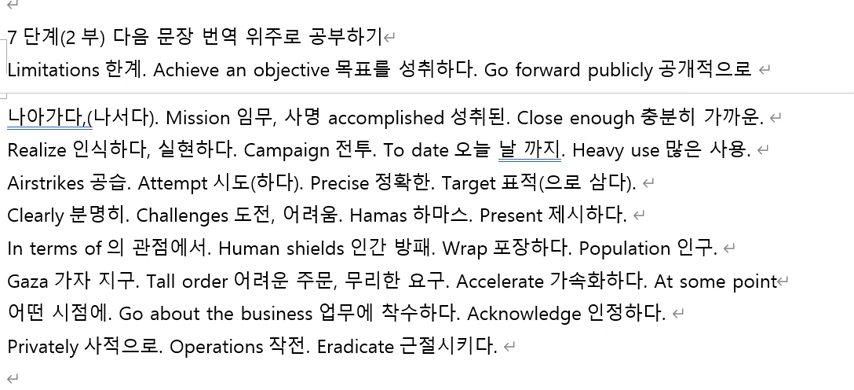 7 단계(2 부) 다음 문장 번역 위주로 공부하기
Limitations 한계. Achieve an objective 목표를 성취하다. Go forward publicly 공개적으로
나아가다,(나서다). Mission 임무, 사명 accomplished 성취된. Close enough 충분히 가까운.
Realize 인식하다, 실현하다. Campaign 전투. To date 오늘 날 까지. Heavy use 많은 사용.
Airstrikes 공습. Attempt 시도(하다). Precise 정확한. Target 표적(으로 삼다).
Clearly 분명히. Challenges 도전, 어려움. Hamas 하마스. Present 제시하다.
In terms of 의 관점에서. Human shields 인간 방패. Wrap 포장하다. Population 인구.
Gaza 가자 지구. Tall order 어려운 주문, 무리한 요구. Accelerate 가속화하다. At some point
어떤 시점에. Go about the business 업무에 착수하다. Acknowledge 인정하다.
Privately 사적으로. Operations 작전. Eradicate 근절시키다.